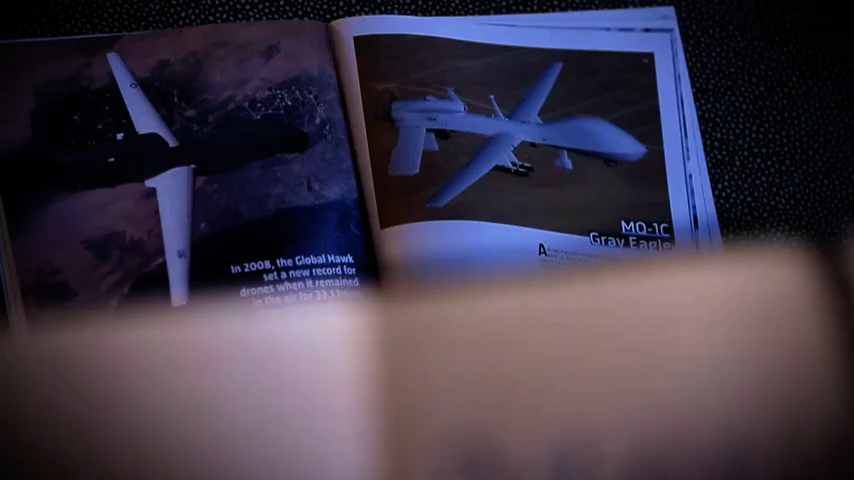 In 2008, the Global Hawk
set a new record for
drones when it remained
in the air for 33.1 hours
MQ-1C
Gray Eagle
A